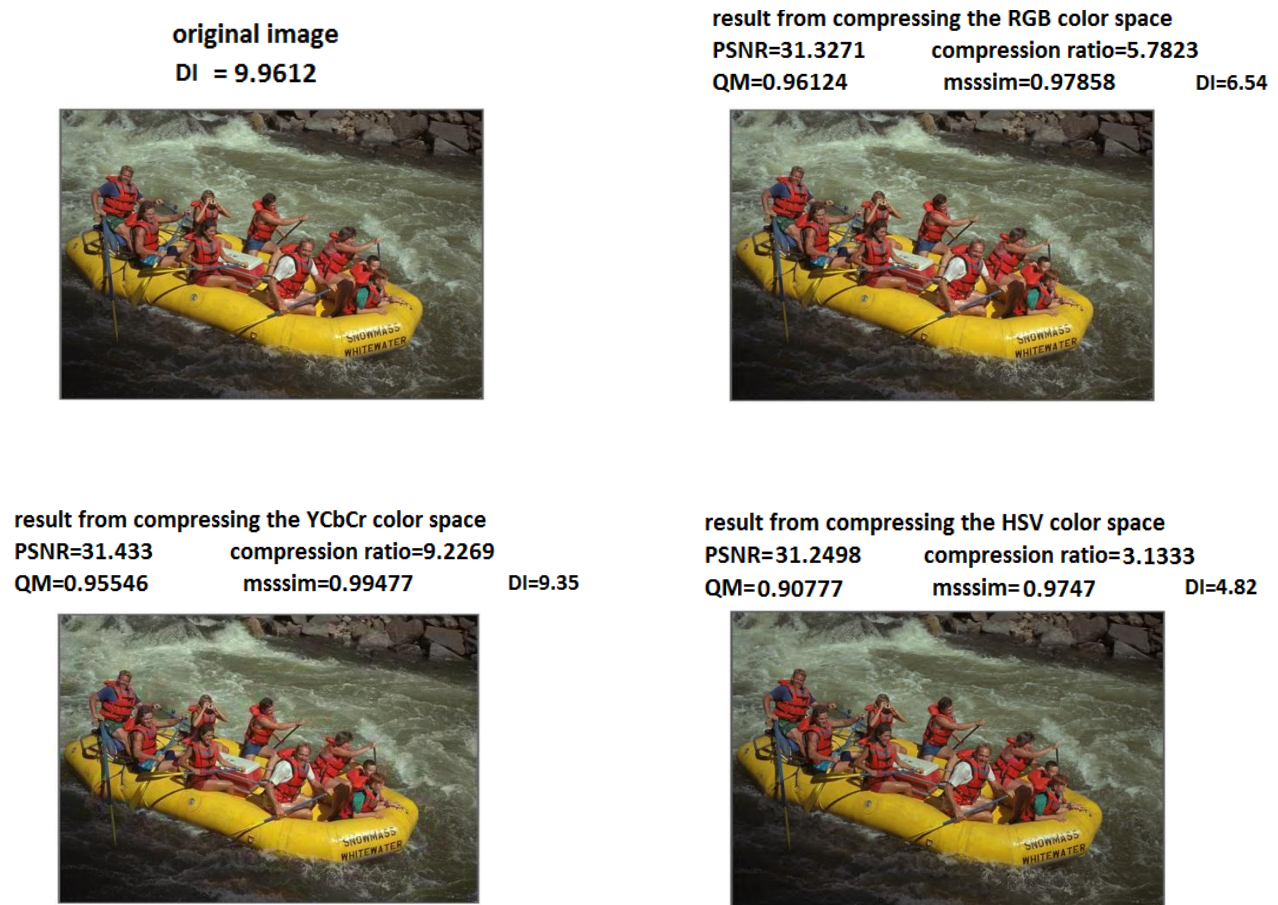 original image
DI = 9.9612
result from compressing the RGB color space
PSNR=31.3271 compression ratio=5.7823
QM=0.96124 msssim=0.97858 DI=6.54
SNOWMASS
WHITEWATER
SNOWMASS
WHITEWATER
result from compressing the YCbCr color space
PSNR=31.433 compression ratio=9.2269
QM=0.95546 msssim=0.99477 DI=9.35
result from compressing the HSV color space
PSNR=31.2498 compression ratio=3.1333
QM=0.90777 msssim=0.9747 DI=4.82
SNOWMASS
WHITEWATER
SNOWMASS
WHITEWATER